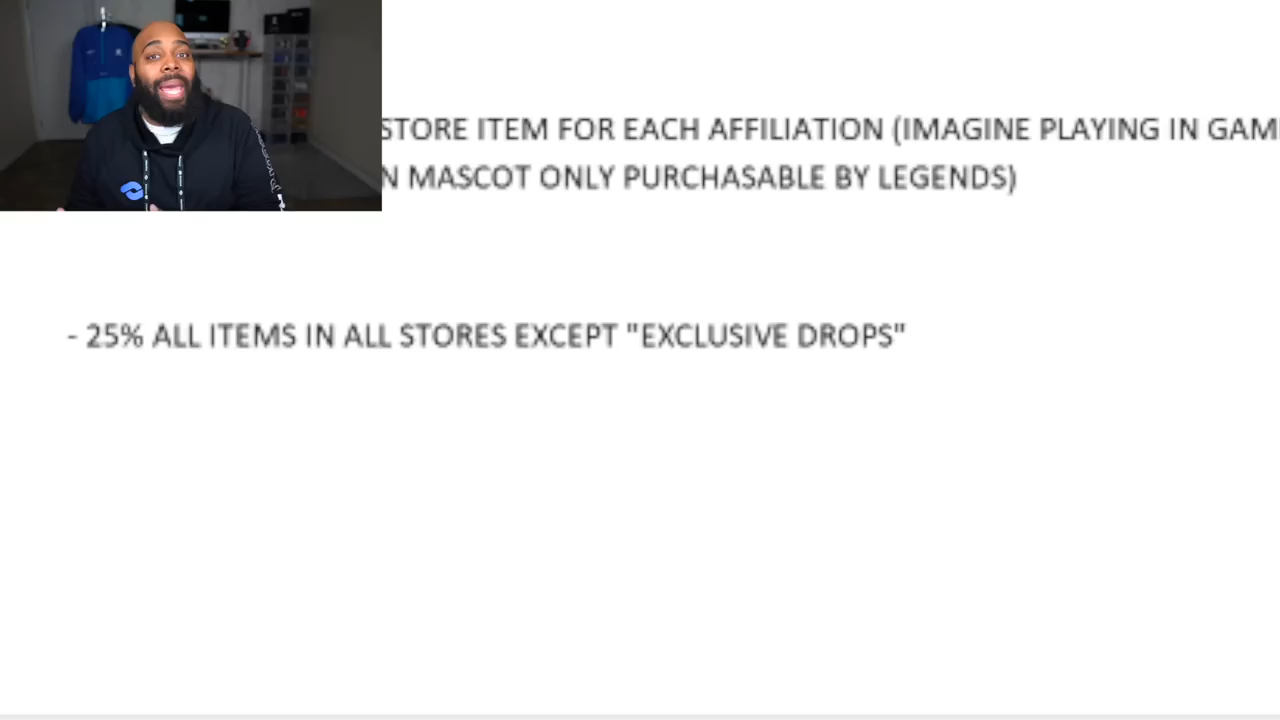 STORE ITEM FOR EACH AFFILIATION (IMAGINE PLAYING IN GAM
N MASCOT ONLY PURCHASABLE BY LEGENDS)
- 25% ALL ITEMS IN ALL STORES EXCEPT "EXCLUSIVE DROPS"